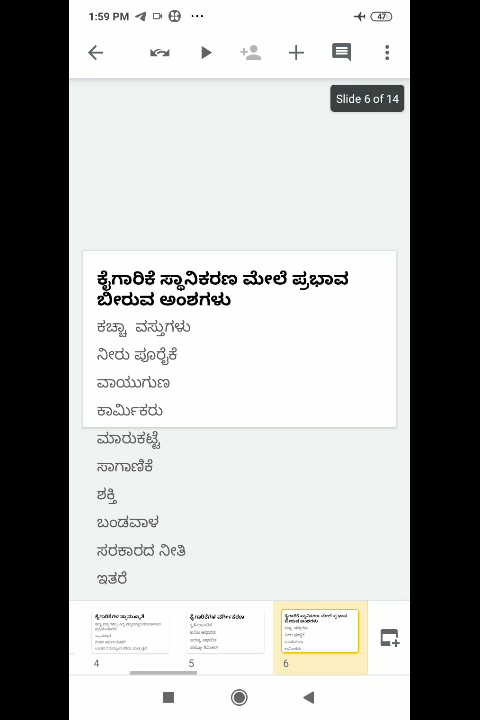 1:59 PM
47
Slide 6 of 14
ಕೈಗಾರಿಕೆ ಸ್ಥಾನಿಕರಣ ಮೇಲೆ ಪ್ರಭಾವ
ಬೀರುವ ಅಂಶಗಳು
ಕಚ್ಚಾ ವಸ್ತುಗಳು
ನೀರು ಪೂರೈಕೆ
ವಾಯುಗುಣ
ಕಾರ್ಮಿಕರು
ಮಾರುಕಟ್ಟೆ
ಸಾಗಾಣಿಕೆ
ಶಕ್ತಿ
ಬಂಡವಾಳ
ಸರಕಾರದ ನೀತಿ
ಇತರೆ
4
5
6